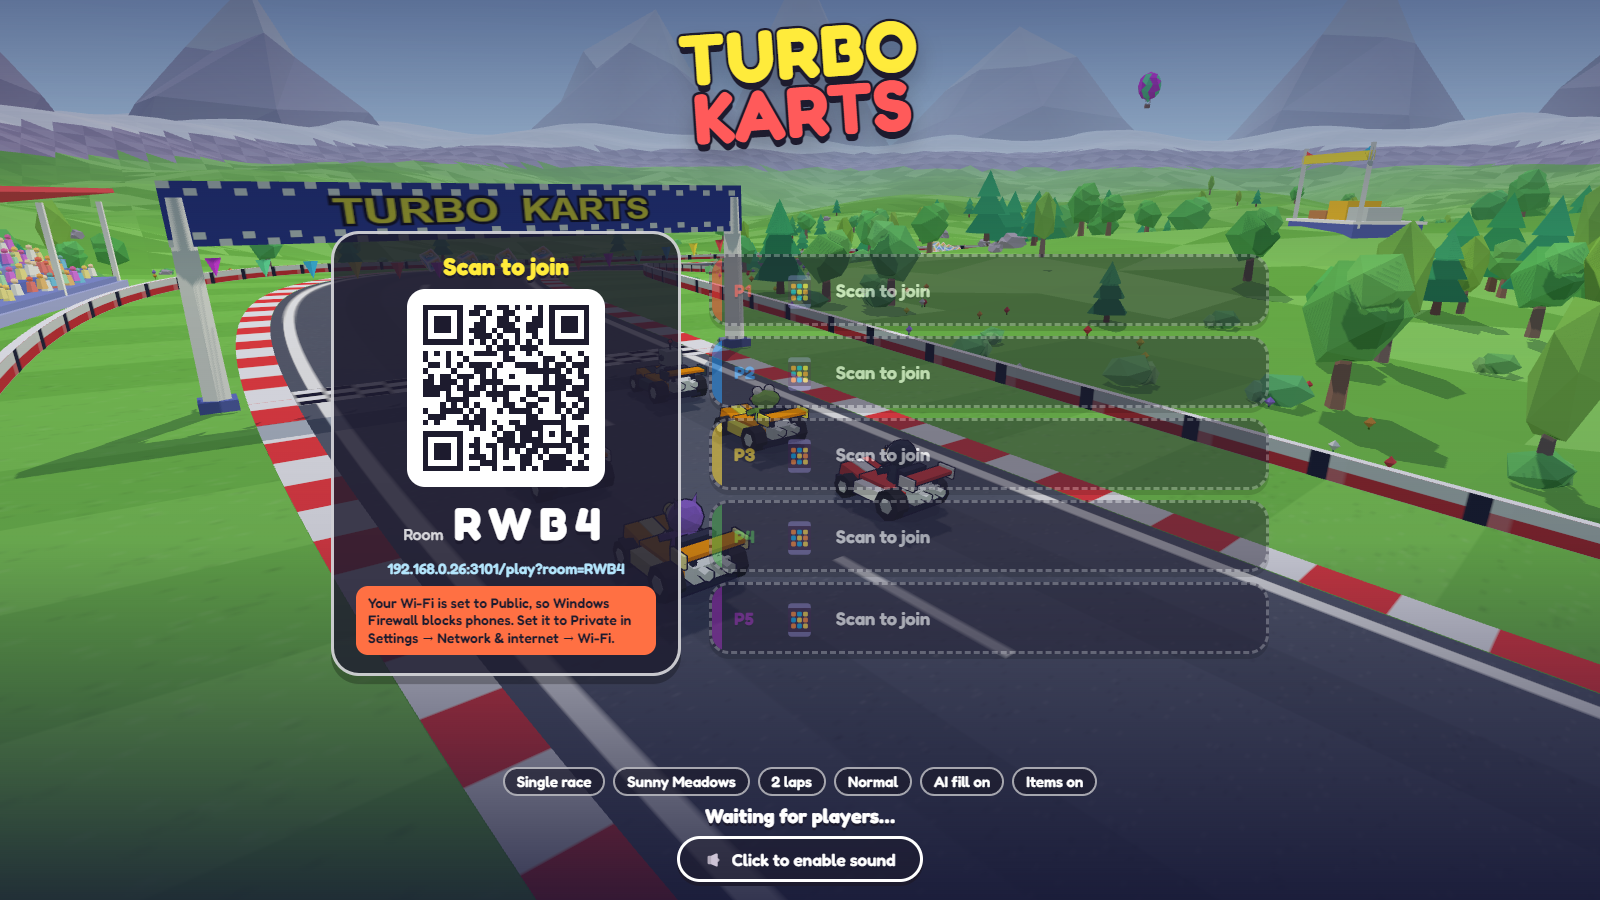 TURBO
KARTS
TURBO KARTS
Scan to join
Room RWB4
192.168.0.26:3101/play?room=RWB4
Your Wi-Fi is set to Public, so Windows
Firewall blocks phones. Set it to Private in
Settings → Network & internet → Wi-Fi.
P1 Scan to join
P2 Scan to join
P3 Scan to join
P4 Scan to join
P5 Scan to join
Single race Sunny Meadows 2 laps Normal AI fill on Items on
Waiting for players...
Click to enable sound